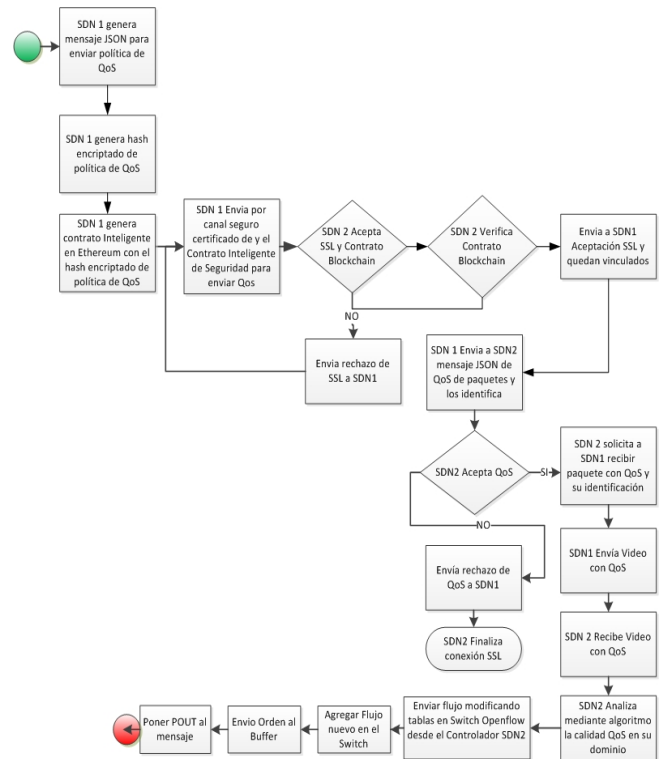 SDN 1 genera
mensaje JSON para
enviar política de
QoS
SDN 1 genera hash
encriptado de
política de QoS
SDN 1 genera
contrato Inteligente
en Ethereum con el
hash encriptado de
política de QoS
SDN 1 Envia por
canal seguro
certificado de y el
Contrato Inteligente
de Seguridad para
enviar Qos
SDN 2 Acepta
SSL y Contrato
Blockchain
SDN 2 Verifica
Contrato
Blockchain
Envia a SDN1
Aceptación SSL y
quedan vinculados
NO
Envia rechazo de
SSL a SDN1
SDN 1 Envia a SDN2
mensaje JSON de
QoS de paquetes y
los identifica
SDN2 Acepta QoS
SI
SDN 2 solicita a
SDN1 recibir
paquete con QoS y
su identificación
NO
Envía rechazo de
QoS a SDN1
SDN2 Finaliza
conexión SSL
SDN1 Envía Video
con QoS
SDN 2 Recibe Video
con QoS
SDN2 Analiza
mediante algoritmo
la calidad QoS en su
dominio
Enviar flujo modificando
tablas en Switch Openflow
desde el Controlador SDN2
Agregar Flujo
nuevo en el
Switch
Envio Orden al
Buffer
Poner POUT al
mensaje